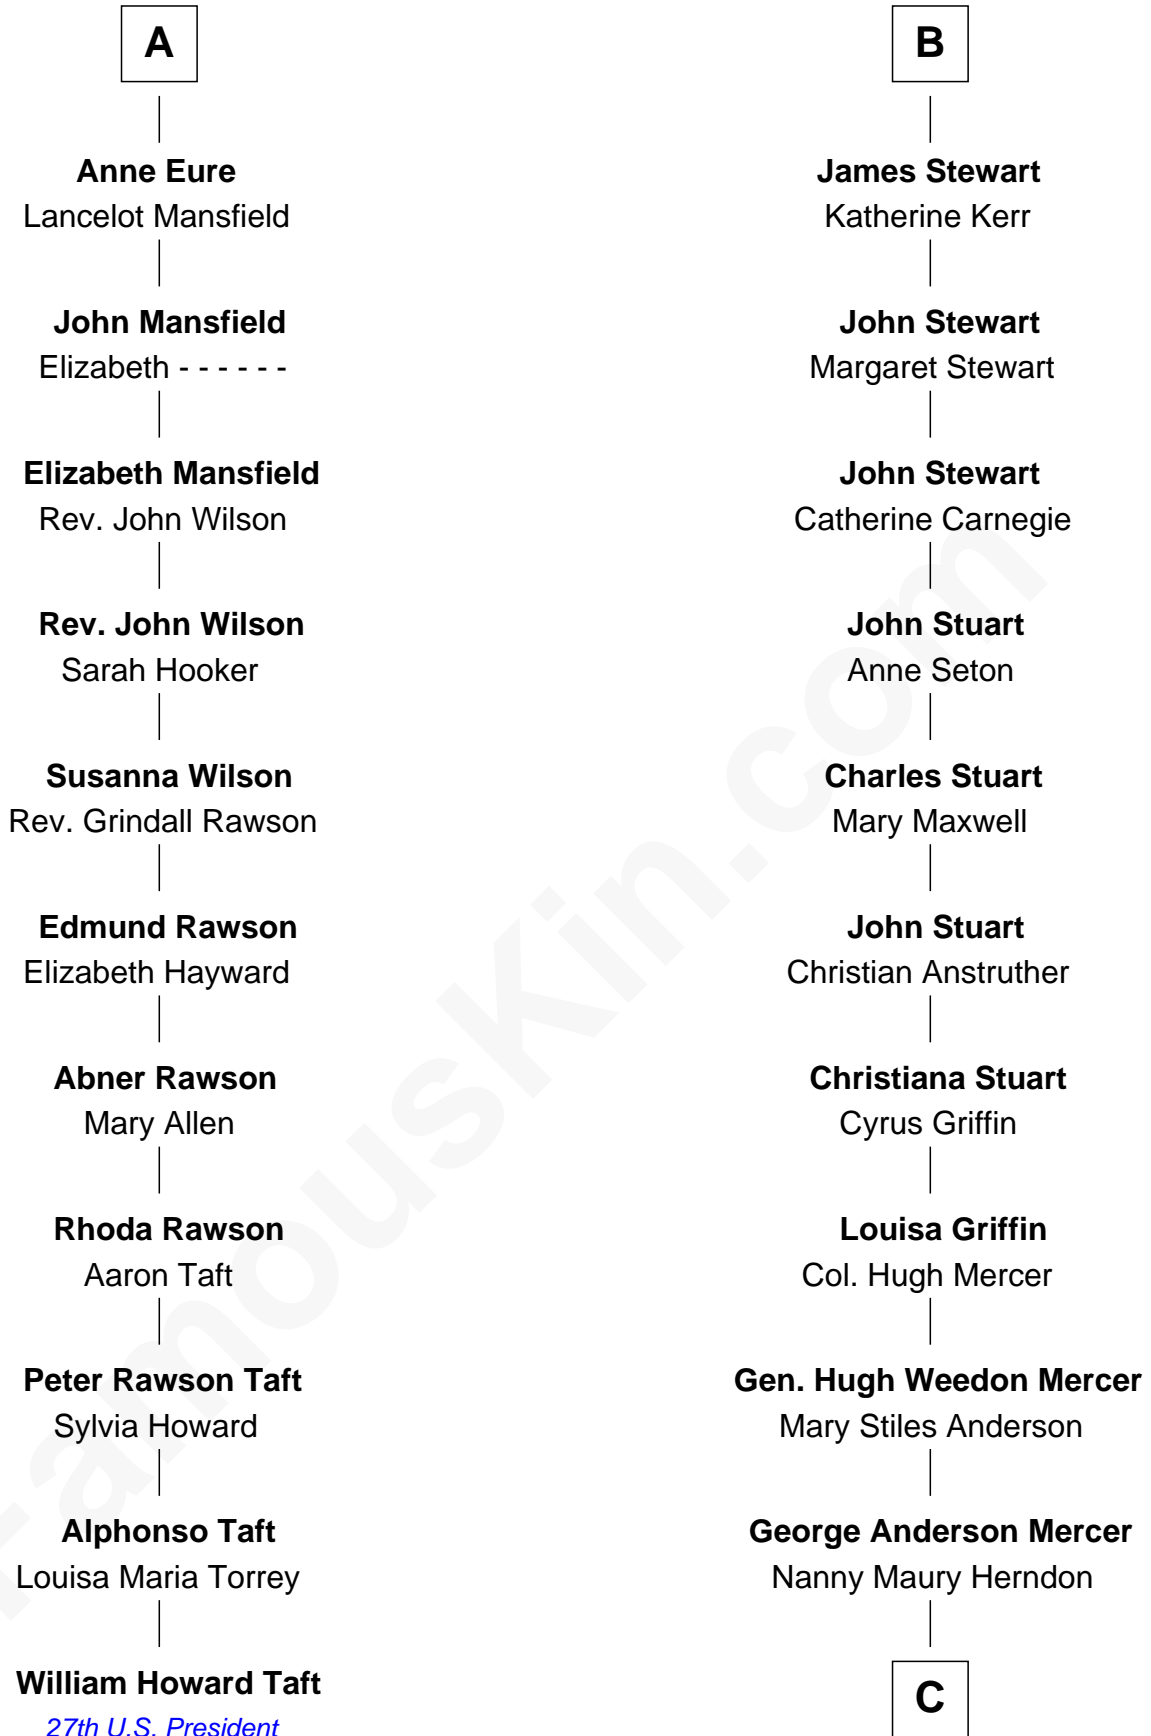 A
Anne Eure
Lancelot Mansfield
John Mansfield
Elizabeth - - - - - -
Elizabeth Mansfield
Rev. John Wilson
Rev. John Wilson
Sarah Hooker
Susanna Wilson
Rev. Grindall Rawson
Edmund Rawson
Elizabeth Hayward
Abner Rawson
Mary Allen
Rhoda Rawson
Aaron Taft
Peter Rawson Taft
Sylvia Howard
Alphonso Taft
Louisa Maria Torrey
William Howard Taft
27th U.S. President
B
James Stewart
Katherine Kerr
John Stewart
Margaret Stewart
John Stewart
Catherine Carnegie
John Stuart
Anne Seton
Charles Stuart
Mary Maxwell
John Stuart
Christian Anstruther
Christiana Stuart
Cyrus Griffin
Louisa Griffin
Col. Hugh Mercer
Gen. Hugh Weedon Mercer
Mary Stiles Anderson
George Anderson Mercer
Nanny Maury Herndon
C
FamousKin.com